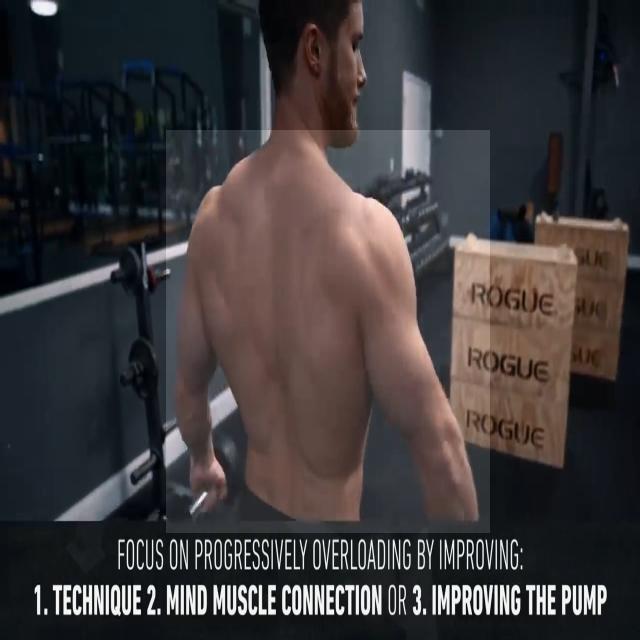 ROGUE
ROGUE
ROGUE
FOCUS ON PROGRESSIVELY OVERLOADING BY IMPROVING:
1. TECHNIQUE 2. MIND MUSCLE CONNECTION OR 3. IMPROVING THE PUMP